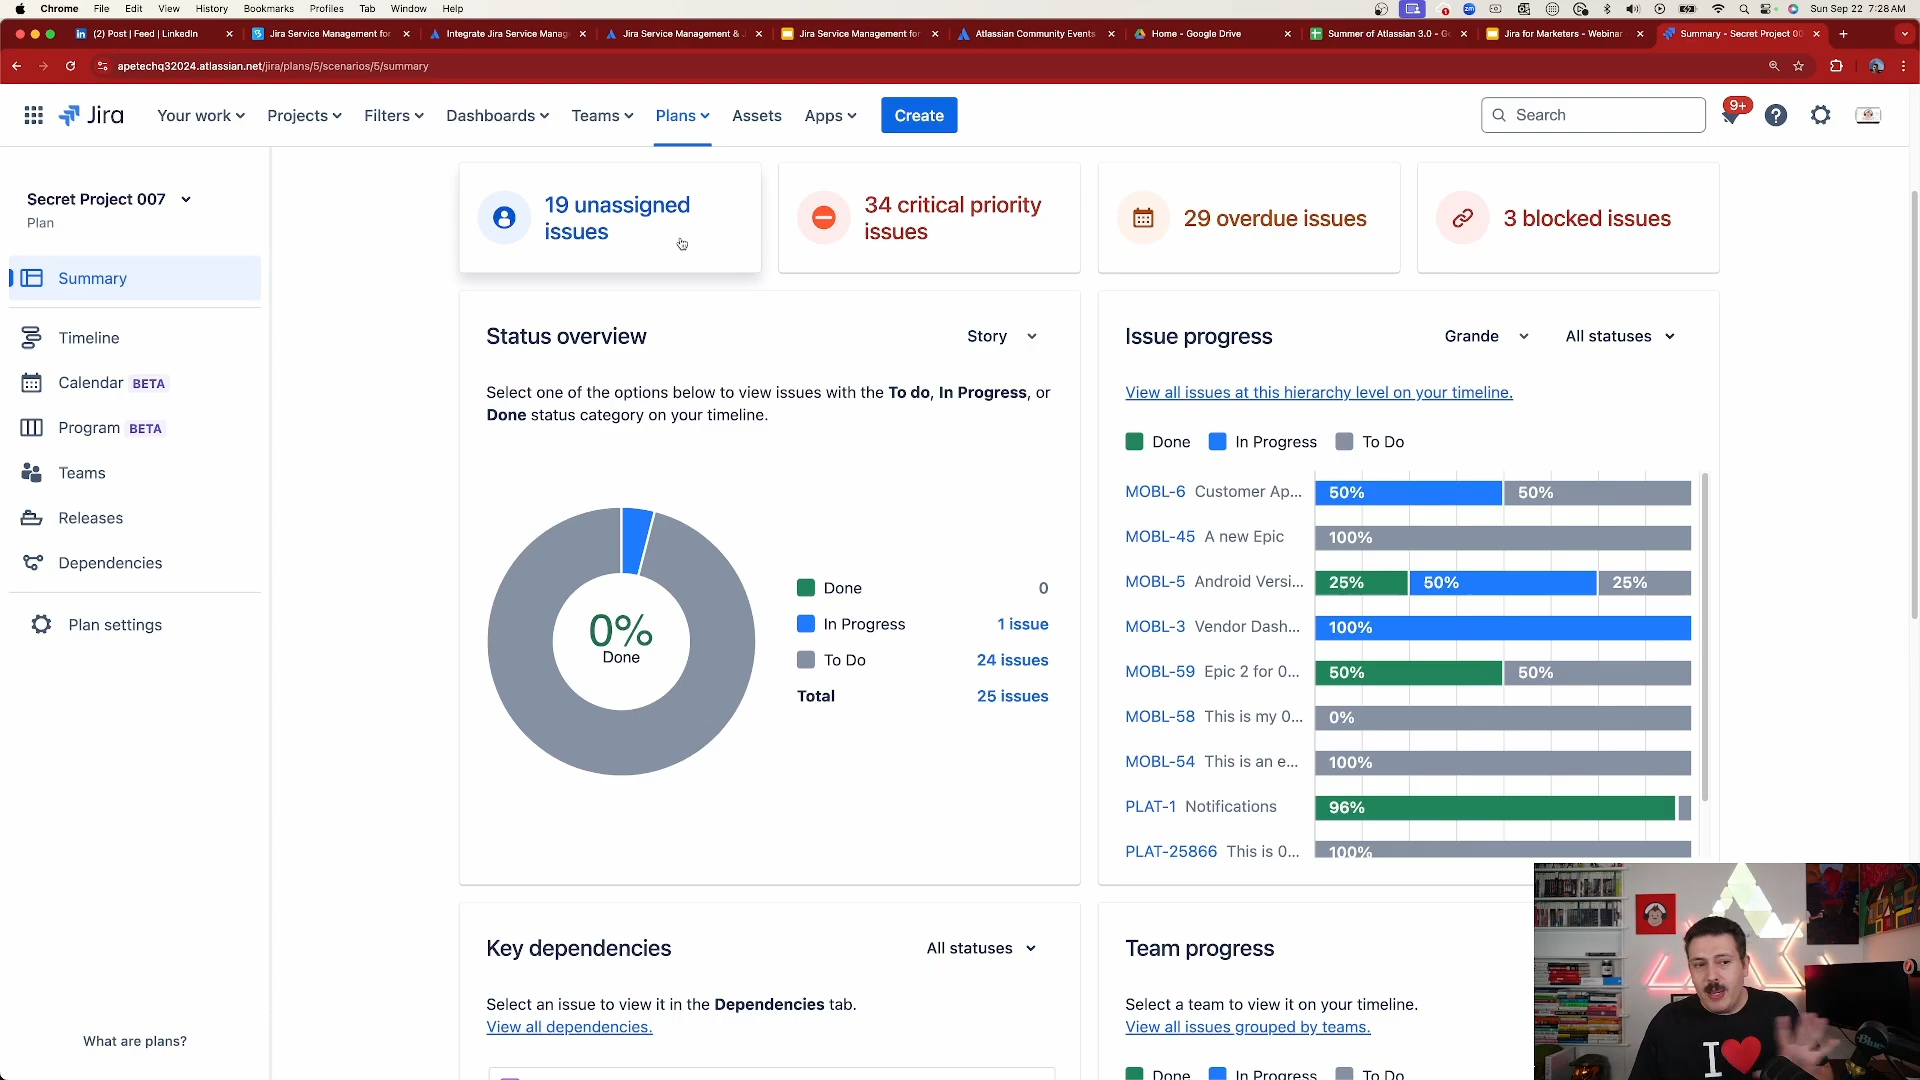 Chrome File Edit View History Bookmarks Profiles Tab Window Help Sun Sep 22 7:28 AM
(2) Post | Feed | LinkedIn
Jira Service Management for
Integrate Jira Service Manag
Jira Service Management & J
Jira Service Management for
Atlassian Community Events
Home - Google Drive
Summer of Atlassian 3.0 - Go
Jira for Marketers - Webinar
Summary - Secret Project 00
apetechq32024.atlassian.net/jira/plans/5/scenarios/5/summary
Jira Your work Projects Filters Dashboards Teams Plans Assets Apps Create Search 9+
Secret Project 007
Plan
Summary
Timeline
Calendar BETA
Program BETA
Teams
Releases
Dependencies
Plan settings
What are plans?
19 unassigned
issues
34 critical priority
issues
29 overdue issues
3 blocked issues
Status overview Story
Select one of the options below to view issues with the To do, In Progress, or
Done status category on your timeline.
0%
Done
Done 0
In Progress 1 issue
To Do 24 issues
Total 25 issues
Issue progress Grande All statuses
View all issues at this hierarchy level on your timeline.
Done In Progress To Do
MOBL-6 Customer Ap... 50% 50%
MOBL-45 A new Epic 100%
MOBL-5 Android Versi... 25% 50% 25%
MOBL-3 Vendor Dash... 100%
MOBL-59 Epic 2 for 0... 50% 50%
MOBL-58 This is my 0... 0%
MOBL-54 This is an e... 100%
PLAT-1 Notifications 96%
PLAT-25866 This is 0... 100%
Key dependencies All statuses
Select an issue to view it in the Dependencies tab.
View all dependencies.
Team progress
Select a team to view it on your timeline.
View all issues grouped by teams.
Done In Progress To Do
I
Blue